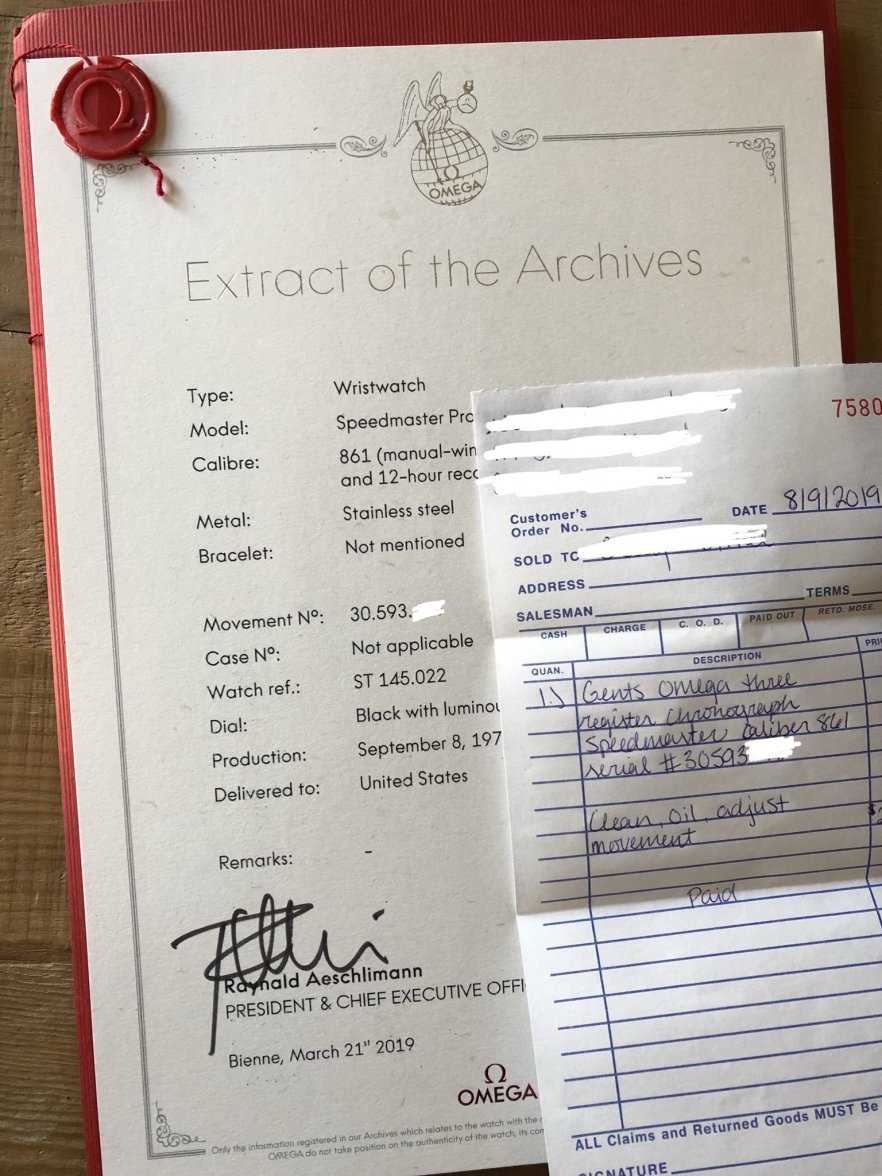 OMEGA
Extract of the Archives
Type: Wristwatch
Model: Speedmaster Pro
Calibre: 861 (manual-win
and 12-hour reco
Metal: Stainless steel
Bracelet: Not mentioned
Movement Nº: 30.593.
Case Nº: Not applicable
Watch ref.: ST 145.022
Dial: Black with luminou
Production: September 8, 197
Delivered to: United States
Remarks: -
Raynald Aeschlimann
PRESIDENT & CHIEF EXECUTIVE OFFI
Bienne, March 21st 2019
Ω
OMEGA
Only the information registered in our Archives which relates to the watch with the
OMEGA do not take position on the authenticity of the watch, its con
7580
Customer's
Order No.
DATE 8/9/2019
SOLD TO
ADDRESS
SALESMAN TERMS
CASH CHARGE C. O. D. PAID OUT RETD. MDSE.
QUAN. DESCRIPTION PRI
1.) Gents Omega three
register chronograph
Speedmaster caliber 861
serial #30593
Clean, oil, adjust
movement
Paid
ALL Claims and Returned Goods MUST Be
SIGNATURE